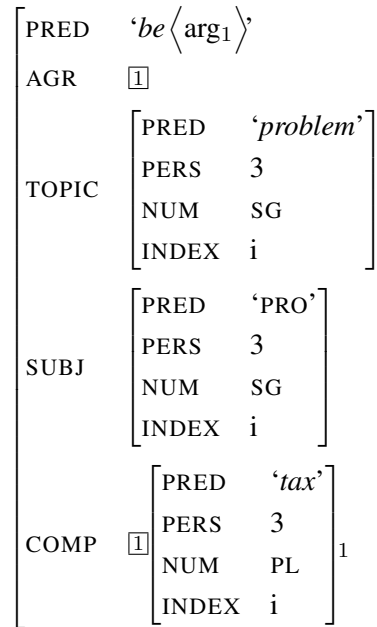 PRED ‘be⟨arg₁⟩’
AGR 1
TOPIC
PRED ‘problem’
PERS 3
NUM SG
INDEX i
SUBJ
PRED ‘PRO’
PERS 3
NUM SG
INDEX i
COMP 1
PRED ‘tax’
PERS 3
NUM PL
INDEX i
1